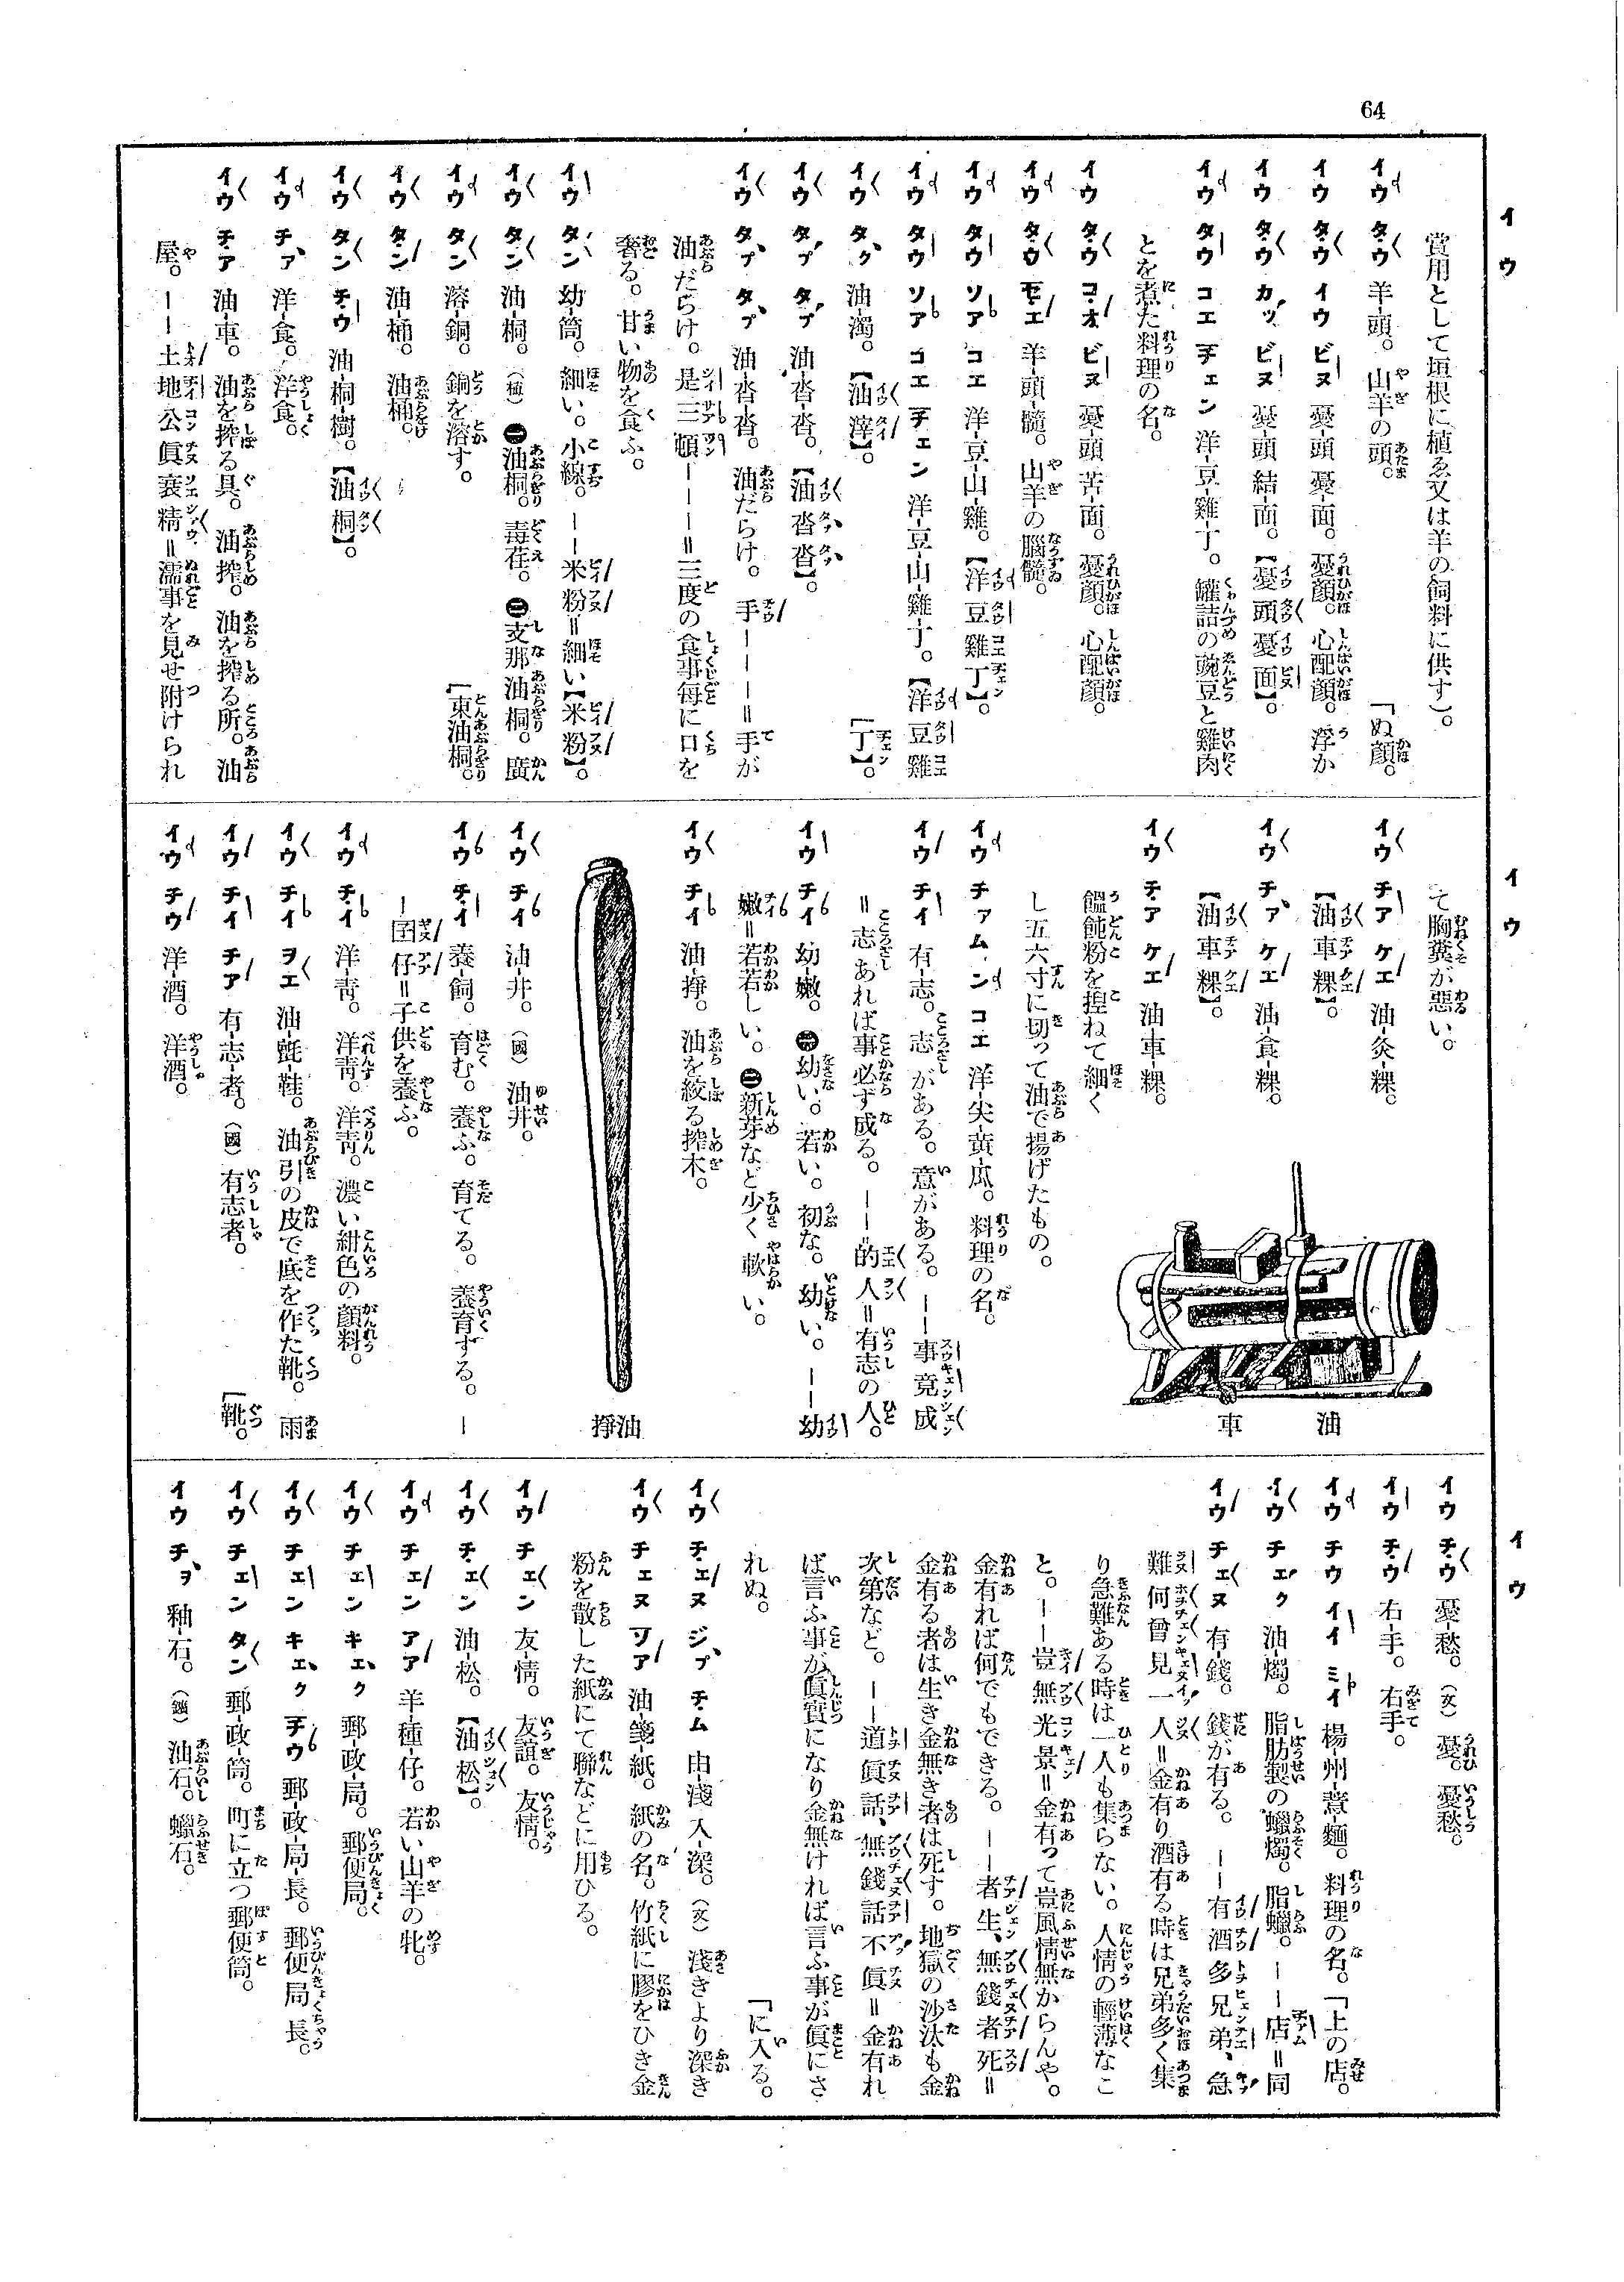 64
イウ
賞用として垣根に植ゑ又は羊の飼料に供す）。
イウ タウ 羊-頭。山羊の頭。 「ぬ顔。
イウ タウ イウ ビヌ 憂-頭 憂-面。憂顔。心配顔。浮か
イウ タウ カッ ビヌ 憂-頭 結-面。【憂 頭 憂 面】。
イウ タウ コエ チェン 洋-豆-雞-丁。罐詰の豌豆と雞肉
とを煮た料理の名。
イウ タウ コオ ビヌ 憂-頭 苦-面。憂顔。心配顔。
イウ タウ 羊-頭-髓。山羊の腦髓。
イウ タウ ソア コエ 洋-豆-山-雞。【洋 豆 雞 丁】。
イウ タウ ソア コエ チェン 洋-豆-山-雞-丁。【洋 豆 雞
イウ タク 油-濁。【油 滓】。 「丁】。
イウ タプ タプ 油-沓-沓。【油 沓 沓】。
イウ タプ タプ 油-沓沓。油だらけ。手ーーー＝手が
油だらけ。是三頓ーーー＝三度の食事毎に口を
奢る。甘い物を食ふ。
イウ タン 幼-筒。細い。小線。ーー米粉＝細い【米粉】。
イウ タン 油-桐。（植）㊀油桐。毒荏。㊁支那油桐。廣
イウ タン 溶-銅。銅を溶す。 「東油桐。
イウ タン 油-桶。油桶。
イウ タン チウ 油-桐-樹。【油 桐】。
イウ チア 洋-食。洋食。
イウ チア 油-車。油を搾る具。油搾。油を搾る所。油
屋。ーー土地公眞衰精＝濡事を見せ附けられ
イウ
て胸糞が惡い。
イウ チア ケエ 油-灸-粿。
【油 車 粿】。
イウ チア ケエ 油-食-粿。
【油 車 粿】。
イウ チア ケエ 油-車-粿。
饂飩粉を捏ねて細く
し五六寸に切って油で揚げたもの。
油車
イウ チァム ン コエ 洋-尖-黄-瓜。料理の名。
イウ チイ 有-志。志がある。意がある。ーー事竟成
＝志あれば事必ず成る。ーー的人＝有志の人。
イウ チイ 幼-嫩。㊀幼い。若い。初な。幼い。ーー幼
嫩＝若若しい。㊁新芽など少く軟い。
イウ チイ 油-搾。油を絞る搾木。
搾油
イウ チイ 油-井。（國）油井。
イウ チイ 養-飼。育む。養ふ。育てる。養育する。ー
ー囝仔＝子供を養ふ。
イウ チイ 洋-靑。洋靑。洋靑。濃い紺色の顔料。
イウ チイ ヲエ 油-氈-鞋。油引の皮で底を作た靴。雨
イウ チイ チア 有-志-者。（國）有志者。 「靴。
イウ チウ 洋-酒。洋酒。
イウ
イウ チウ 憂-愁。（文）憂。憂愁。
イウ チウ 右-手。右手。
イウ チウ イイ ミイ 楊-州-薏-麵。料理の名。「上の店。
イウ チェク 油-燭。脂肪製の蠟燭。脂蠟。ーー店＝同
イウ チェヌ 有-錢。錢が有る。ーー有酒多兄弟、急
難何曾見一人＝金有り酒有る時は兄弟多く集
り急難ある時は一人も集らない。人情の輕薄なこ
と。ーー豈無光景＝金有って豈風情無からんや。
金有れば何でもできる。ーー者生、無錢者死＝
金有る者は生き金無き者は死す。地獄の沙汰も金
次第など。ーー道眞話、無錢話不眞＝金有れ
ば言ふ事が眞實になり金無ければ言ふ事が眞にさ
れぬ。 「に入る。
イウ チェヌ ジプ チム 由-淺 入-深。（文）淺きより深き
イウ チェヌ ソア 油-箋-紙。紙の名。竹紙に膠をひき金
粉を散した紙にて聯などに用ひる。
イウ チェン 友-情。友誼。友情。
イウ チェン 油-松。【油 松】。
イウ チェン アア 羊-種-仔。若い山羊の牝。
イウ チェン キェク 郵-政-局。郵便局。
イウ チェン キェク チウ 郵-政-局-長。郵便局長。
イウ チェン タン 郵-政-筒。町に立つ郵便筒。
イウ チヲ 釉-石。（鑛）油石。蠟石。